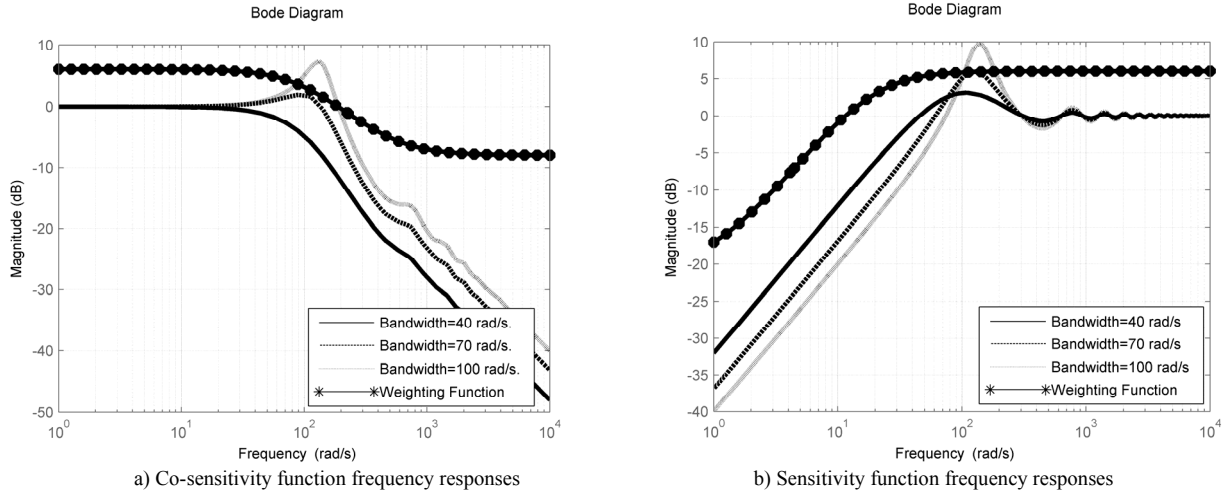 Bode Diagram
10
0
-10
-20
-30
-40
-50
Magnitude (dB)
Bandwidth=40 rad/s.
Bandwidth=70 rad/s.
Bandwidth=100 rad/s.
Weighting Function
10^0
10^1
10^2
10^3
10^4
Frequency (rad/s)
a) Co-sensitivity function frequency responses
Bode Diagram
10
5
0
-5
-10
-15
-20
-25
-30
-35
-40
Magnitude (dB)
Bandwidth=40 rad/s
Bandwidth=70 rad/s
Bandwidth=100 rad/s
Weighting Function
10^0
10^1
10^2
10^3
10^4
Frequency (rad/s)
b) Sensitivity function frequency responses